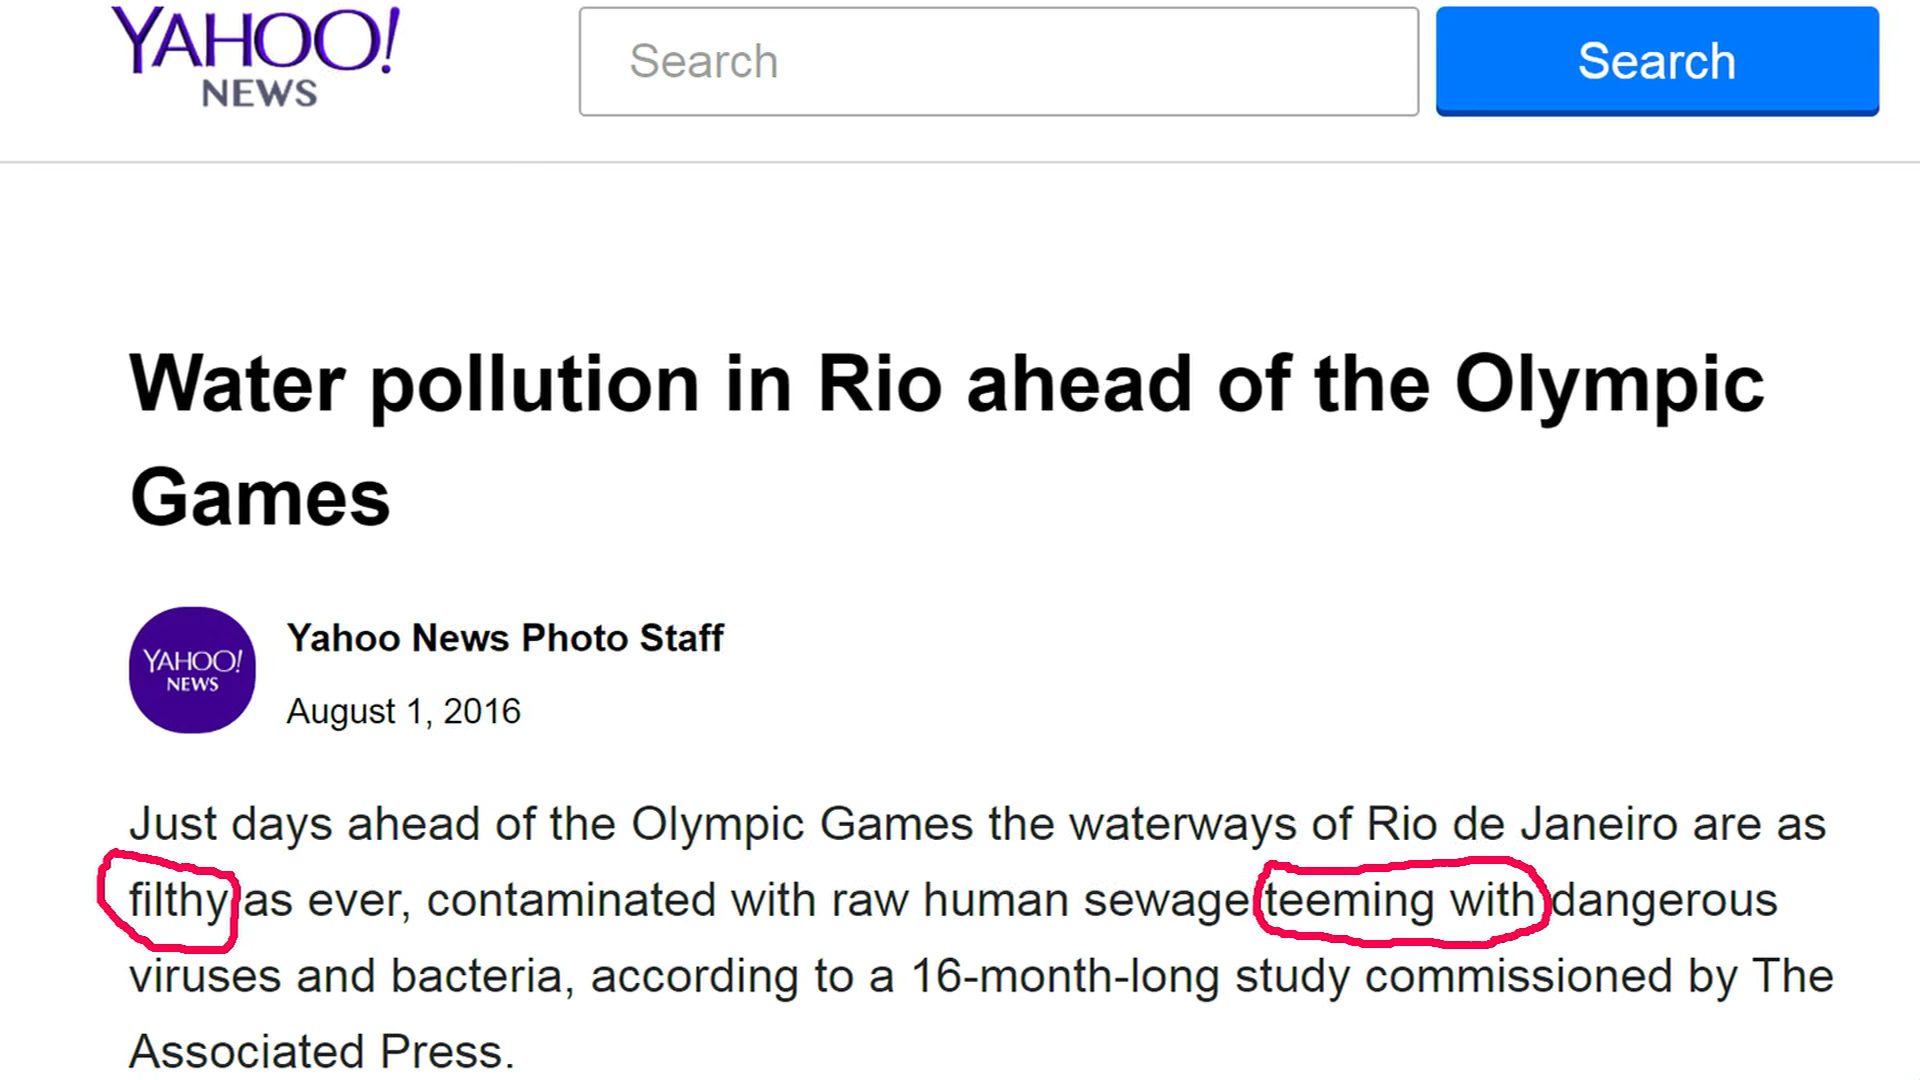 YAHOO!
NEWS
Search
Search
Water pollution in Rio ahead of the Olympic
Games
YAHOO!
NEWS
Yahoo News Photo Staff
August 1, 2016
Just days ahead of the Olympic Games the waterways of Rio de Janeiro are as
filthy as ever, contaminated with raw human sewage teeming with dangerous
viruses and bacteria, according to a 16-month-long study commissioned by The
Associated Press.